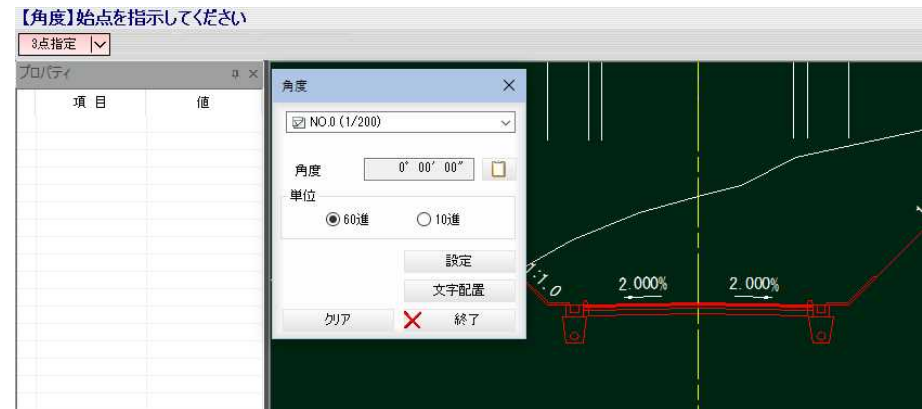 【角度】始点を指示してください
3点指定
プロパティ
項 目 値
角度
NO.0 (1/200)
角度 0° 00′ 00″
単位
60進 10進
設定
文字配置
クリア 終了
1:1.0
2.000% 2.000%